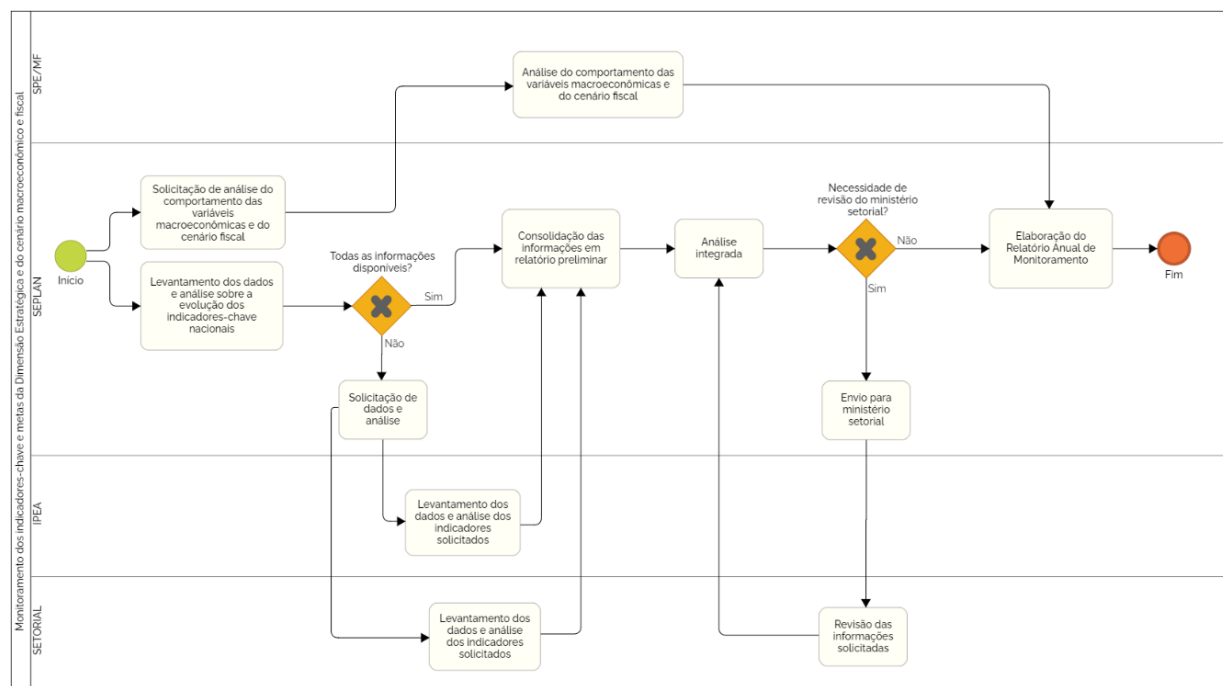 Monitoramento dos indicadores-chave e metas da Dimensão Estratégica e do cenário macroeconômico e fiscal
SPE/MF
Análise do comportamento das
variáveis macroeconômicas e
do cenário fiscal
SEPLAN
Início
Solicitação de análise do
comportamento das
variáveis
macroeconômicas e do
cenário fiscal
Levantamento dos dados
e análise sobre a
evolução dos
indicadores-chave
nacionais
Todas as informações
disponíveis?
Sim
Não
Solicitação de
dados e
análise
Consolidação das
informações em
relatório preliminar
Análise
integrada
Necessidade de
revisão do ministério
setorial?
Não
Sim
Envio para
ministério
setorial
Elaboração do
Relatório Anual de
Monitoramento
Fim
IPEA
Levantamento dos
dados e análise dos
indicadores
solicitados
SETORIAL
Levantamento dos
dados e análise
dos indicadores
solicitados
Revisão das
informações
solicitadas